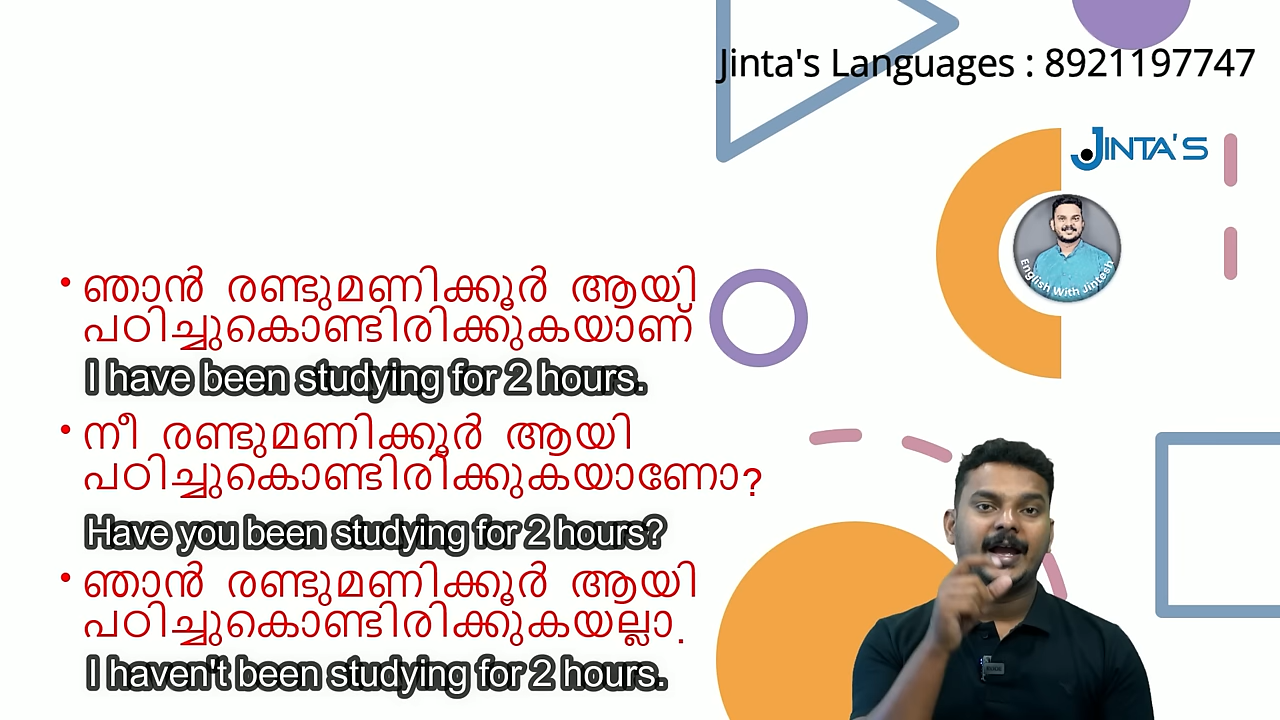 Jinta's Languages : 8921197747
JINTA'S
English With Jintesh
• ഞാൻ രണ്ടുമണിക്കൂർ ആയി
പഠിച്ചുകൊണ്ടിരിക്കുകയാണ്
I have been studying for 2 hours.
• നീ രണ്ടുമണിക്കൂർ ആയി
പഠിച്ചുകൊണ്ടിരിക്കുകയാണോ?
Have you been studying for 2 hours?
• ഞാൻ രണ്ടുമണിക്കൂർ ആയി
പഠിച്ചുകൊണ്ടിരിക്കുകയല്ലാ.
I haven't been studying for 2 hours.